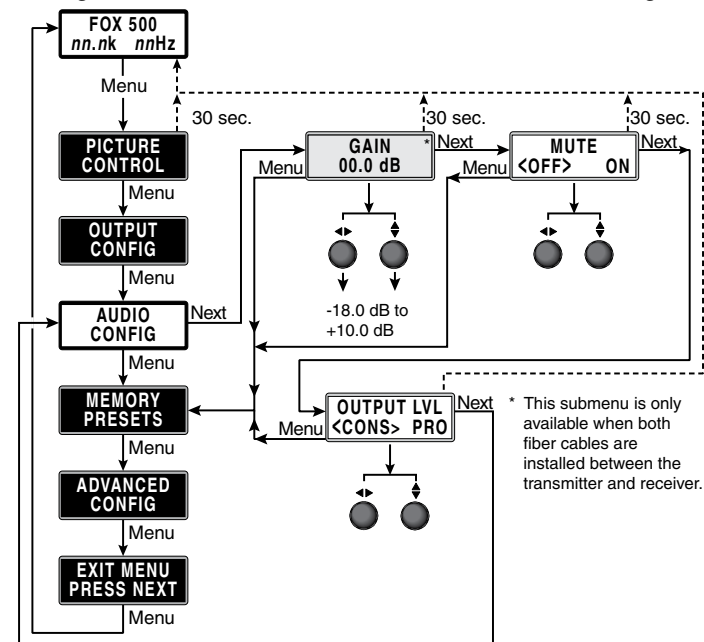 FOX 500
nn.nk nnHz
Menu
30 sec.
30 sec.
30 sec.
PICTURE
CONTROL
Menu
GAIN *
00.0 dB
Next
Menu
MUTE
<OFF> ON
Next
Menu
OUTPUT
CONFIG
Menu
-18.0 dB to
+10.0 dB
AUDIO
CONFIG
Next
Menu
MEMORY
PRESETS
Menu
OUTPUT LVL
<CONS> PRO
Next
Menu
* This submenu is only
available when both
fiber cables are
installed between the
transmitter and receiver.
ADVANCED
CONFIG
Menu
EXIT MENU
PRESS NEXT
Menu